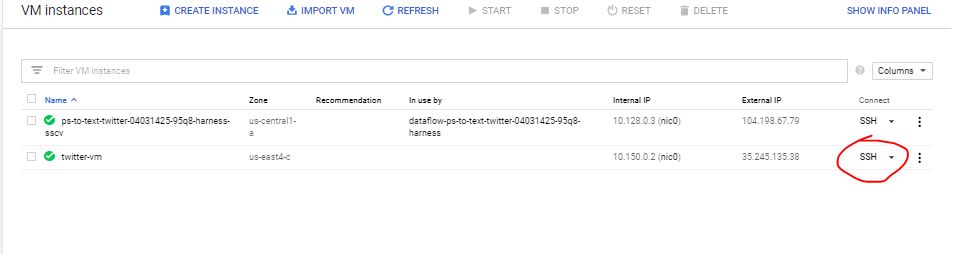 VM instances CREATE INSTANCE IMPORT VM REFRESH START STOP RESET DELETE SHOW INFO PANEL
Filter VM instances Columns
Name Zone Recommendation In use by Internal IP External IP Connect
ps-to-text-twitter-04031425-95q8-harness- us-central1- dataflow-ps-to-text-twitter-04031425-95q8- 10.128.0.3 (nic0) 104.198.67.79 SSH
sscv a harness
twitter-vm us-east4-c 10.150.0.2 (nic0) 35.245.135.38 SSH